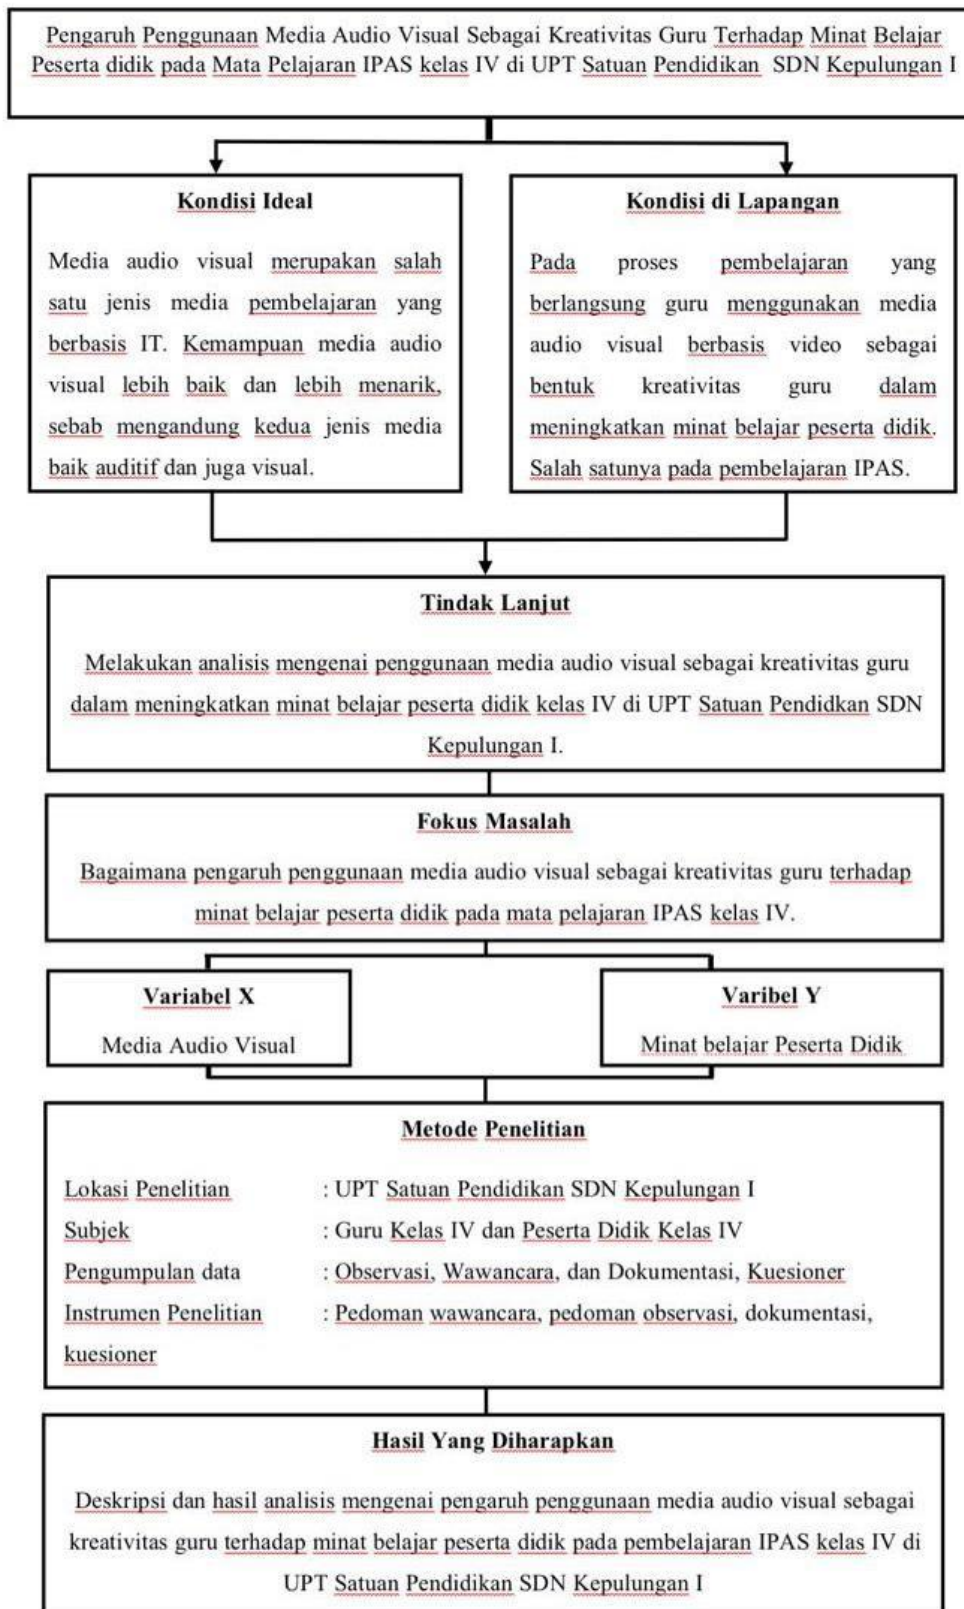 Pengaruh Penggunaan Media Audio Visual Sebagai Kreativitas Guru Terhadap Minat Belajar
Peserta didik pada Mata Pelajaran IPAS kelas IV di UPT Satuan Pendidikan SDN Kepulungan I
Kondisi Ideal
Media audio visual merupakan salah
satu jenis media pembelajaran yang
berbasis IT. Kemampuan media audio
visual lebih baik dan lebih menarik,
sebab mengandung kedua jenis media
baik auditif dan juga visual.
Kondisi di Lapangan
Pada proses pembelajaran yang
berlangsung guru menggunakan media
audio visual berbasis video sebagai
bentuk kreativitas guru dalam
meningkatkan minat belajar peserta didik.
Salah satunya pada pembelajaran IPAS.
Tindak Lanjut
Melakukan analisis mengenai penggunaan media audio visual sebagai kreativitas guru
dalam meningkatkan minat belajar peserta didik kelas IV di UPT Satuan Pendidkan SDN
Kepulungan I.
Fokus Masalah
Bagaimana pengaruh penggunaan media audio visual sebagai kreativitas guru terhadap
minat belajar peserta didik pada mata pelajaran IPAS kelas IV.
Variabel X
Media Audio Visual
Varibel Y
Minat belajar Peserta Didik
Metode Penelitian
Lokasi Penelitian : UPT Satuan Pendidikan SDN Kepulungan I
Subjek : Guru Kelas IV dan Peserta Didik Kelas IV
Pengumpulan data : Observasi, Wawancara, dan Dokumentasi, Kuesioner
Instrumen Penelitian : Pedoman wawancara, pedoman observasi, dokumentasi,
kuesioner
Hasil Yang Diharapkan
Deskripsi dan hasil analisis mengenai pengaruh penggunaan media audio visual sebagai
kreativitas guru terhadap minat belajar peserta didik pada pembelajaran IPAS kelas IV di
UPT Satuan Pendidikan SDN Kepulungan I